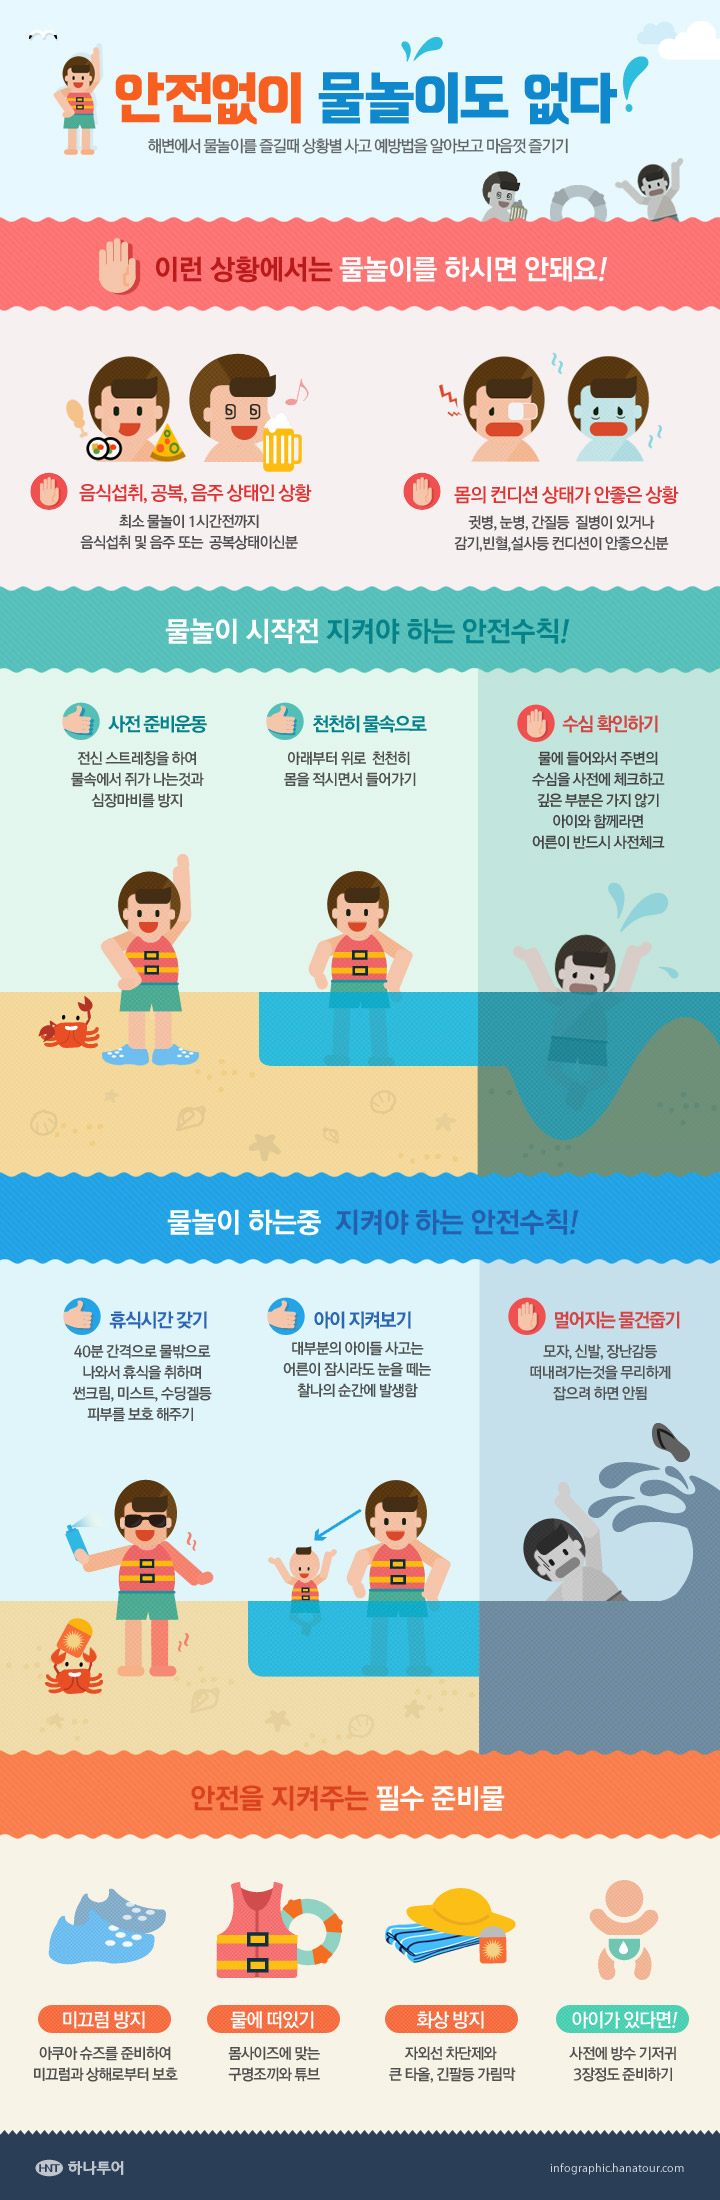 안전없이 물놀이도 없다!
해변에서 물놀이를 즐길때 상황별 사고 예방법을 알아보고 마음껏 즐기기
이런 상황에서는 물놀이를 하시면 안돼요!
음식섭취, 공복, 음주 상태인 상황
최소 물놀이 1시간전까지
음식섭취 및 음주 또는 공복상태이신분
몸의 컨디션 상태가 안좋은 상황
귓병, 눈병, 간질등 질병이 있거나
감기,빈혈,설사등 컨디션이 안좋으신분
물놀이 시작전 지켜야 하는 안전수칙!
사전 준비운동
전신 스트레칭을 하여
물속에서 쥐가 나는것과
심장마비를 방지
천천히 물속으로
아래부터 위로 천천히
몸을 적시면서 들어가기
수심 확인하기
물에 들어와서 주변의
수심을 사전에 체크하고
깊은 부분은 가지 않기
아이와 함께라면
어른이 반드시 사전체크
물놀이 하는중 지켜야 하는 안전수칙!
휴식시간 갖기
40분 간격으로 물밖으로
나와서 휴식을 취하며
썬크림, 미스트, 수딩겔등
피부를 보호 해주기
아이 지켜보기
대부분의 아이들 사고는
어른이 잠시라도 눈을 떼는
찰나의 순간에 발생함
멀어지는 물건줍기
모자, 신발, 장난감등
떠내려가는것을 무리하게
잡으려 하면 안됨
안전을 지켜주는 필수 준비물
미끄럼 방지
아쿠아 슈즈를 준비하여
미끄럼과 상해로부터 보호
물에 떠있기
몸사이즈에 맞는
구명조끼와 튜브
화상 방지
자외선 차단제와
큰 타올, 긴팔등 가림막
아이가 있다면!
사전에 방수 기저귀
3장정도 준비하기
HNT 하나투어
infographic.hanatour.com